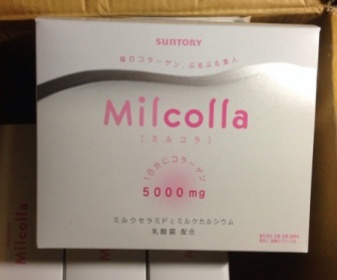 SUNTORY
毎日コラーゲン、ぷるぷる美人
Milcolla
[ミルコラ]
1日分にコラーゲン
5000mg
ミルクセラミドとミルクカルシウム
乳酸菌 配合